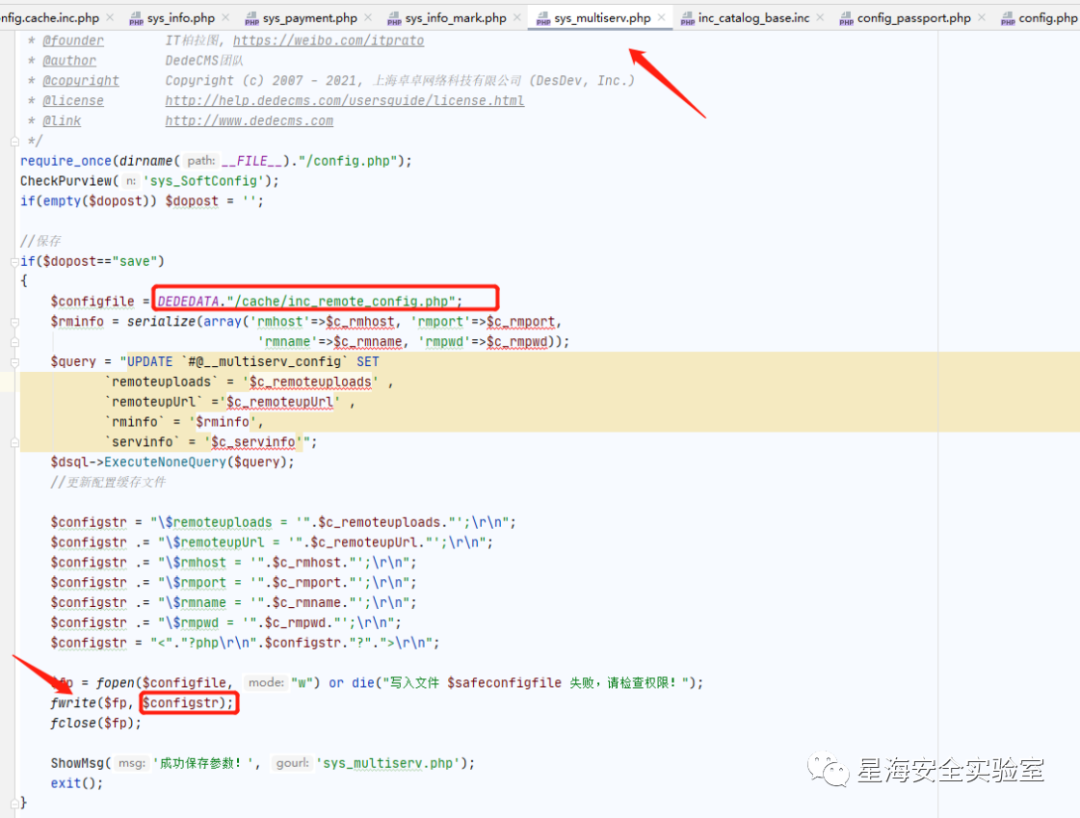 nfig.cache.inc.php × sys_info.php × sys_payment.php × sys_info_mark.php × sys_multiserv.php × inc_catalog_base.inc × config_passport.php × config.php
* @founder IT柏拉图, https://weibo.com/itprato
* @author DedeCMS团队
* @copyright Copyright (c) 2007 - 2021, 上海卓卓网络科技有限公司 (DesDev, Inc.)
* @license http://help.dedecms.com/usersguide/license.html
* @link http://www.dedecms.com
*/
require_once(dirname( path: __FILE__)."/config.php");
CheckPurview( n: 'sys_SoftConfig');
if(empty($dopost)) $dopost = '';
//保存
if($dopost=="save")
{
$configfile = DEDEDATA."/cache/inc_remote_config.php";
$rminfo = serialize(array('rmhost'=>$c_rmhost, 'rmport'=>$c_rmport,
'rmname'=>$c_rmname, 'rmpwd'=>$c_rmpwd));
$query = "UPDATE `#@__multiserv_config` SET
`remoteuploads` = '$c_remoteuploads' ,
`remoteupUrl` ='$c_remoteupUrl' ,
`rminfo` = '$rminfo',
`servinfo` = '$c_servinfo'";
$dsql->ExecuteNoneQuery($query);
//更新配置缓存文件
$configstr = "\$remoteuploads = '".$c_remoteuploads."';\r\n";
$configstr .= "\$remoteupUrl = '".$c_remoteupUrl."';\r\n";
$configstr .= "\$rmhost = '".$c_rmhost."';\r\n";
$configstr .= "\$rmport = '".$c_rmport."';\r\n";
$configstr .= "\$rmname = '".$c_rmname."';\r\n";
$configstr .= "\$rmpwd = '".$c_rmpwd."';\r\n";
$configstr = "<"."?php\r\n".$configstr."?".">\r\n";
$fp = fopen($configfile, mode: "w") or die("写入文件 $safeconfigfile 失败，请检查权限！");
fwrite($fp, $configstr);
fclose($fp);
ShowMsg( msg: '成功保存参数！', gourl: 'sys_multiserv.php');
exit();
}
星海安全实验室